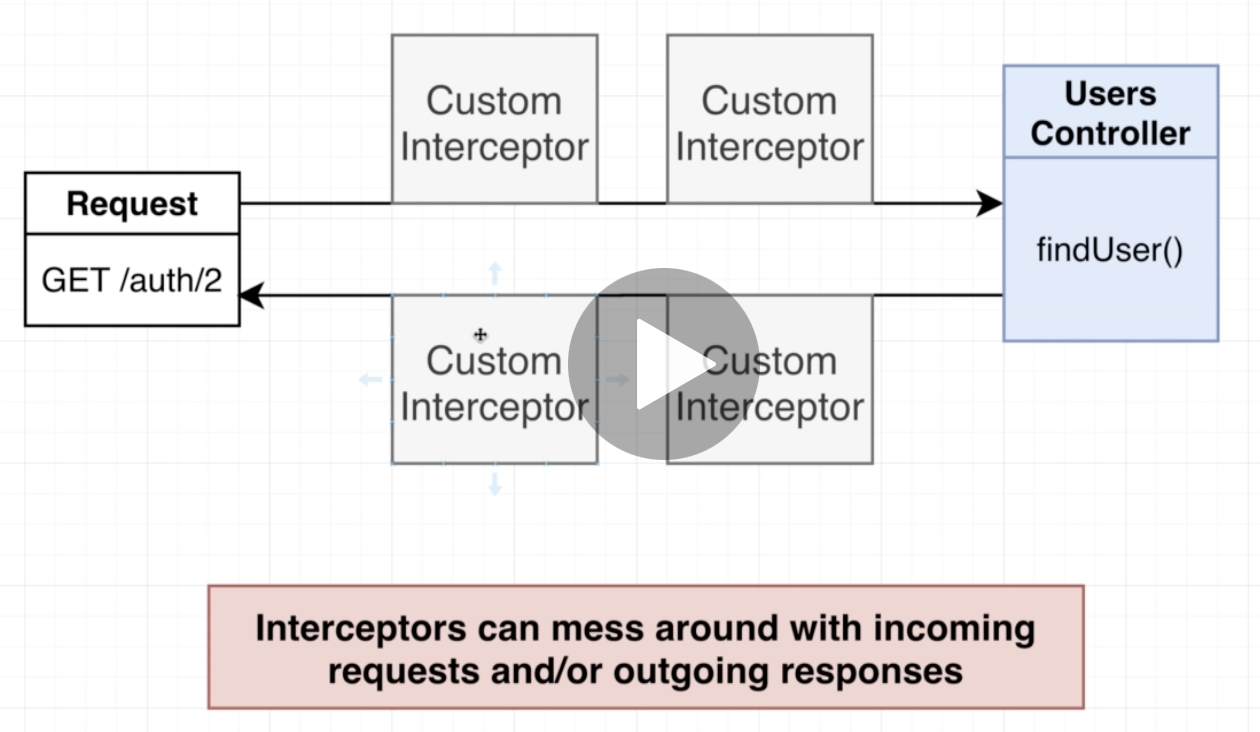 Custom
Interceptor
Custom
Interceptor
Users
Controller
Request
GET /auth/2
findUser()
Custom
Interceptor
Custom
Interceptor
Interceptors can mess around with incoming
requests and/or outgoing responses